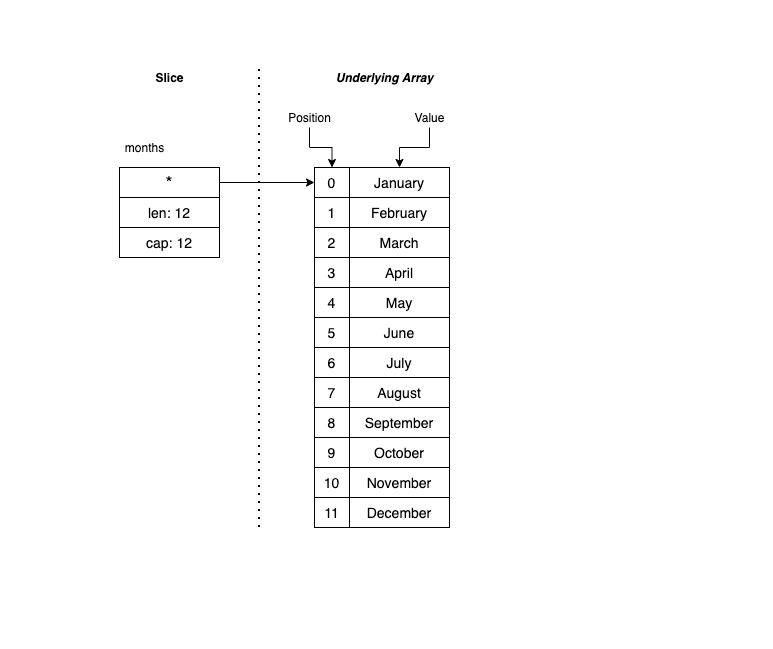 Slice
Underlying Array
Position
Value
months
*
len: 12
cap: 12
0 January
1 February
2 March
3 April
4 May
5 June
6 July
7 August
8 September
9 October
10 November
11 December